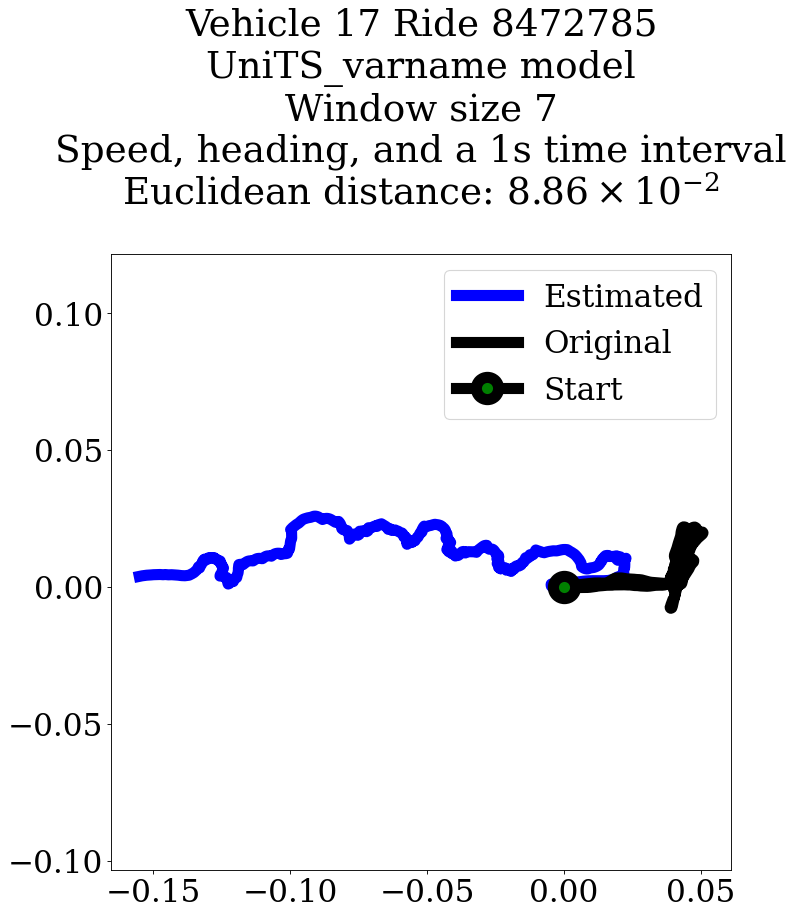 Vehicle 17 Ride 8472785
UniTS_varname model
Window size 7
Speed, heading, and a 1s time interval
Euclidean distance: 8.86 × 10⁻²
Estimated
Original
Start
0.10
0.05
0.00
−0.05
−0.10
−0.15 −0.10 −0.05 0.00 0.05